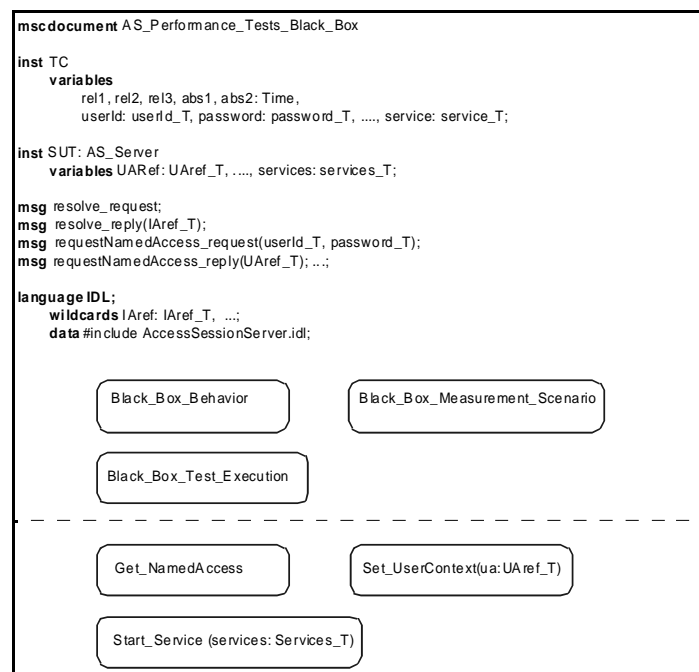 mscdocument AS_Performance_Tests_Black_Box
inst TC
variables
rel1, rel2, rel3, abs1, abs2: Time,
userId: userId_T, password: password_T, ...., service: service_T;
inst SUT: AS_Server
variables UARef: UAref_T, ...., services: services_T;
msg resolve_request;
msg resolve_reply(IAref_T);
msg requestNamedAccess_request(userId_T, password_T);
msg requestNamedAccess_reply(UAref_T); ...;
language IDL;
wildcards IAref: IAref_T, ...;
data #include AccessSessionServer.idl;
Black_Box_Behavior
Black_Box_Measurement_Scenario
Black_Box_Test_Execution
Get_NamedAccess
Set_UserContext(ua:UAref_T)
Start_Service (services: Services_T)